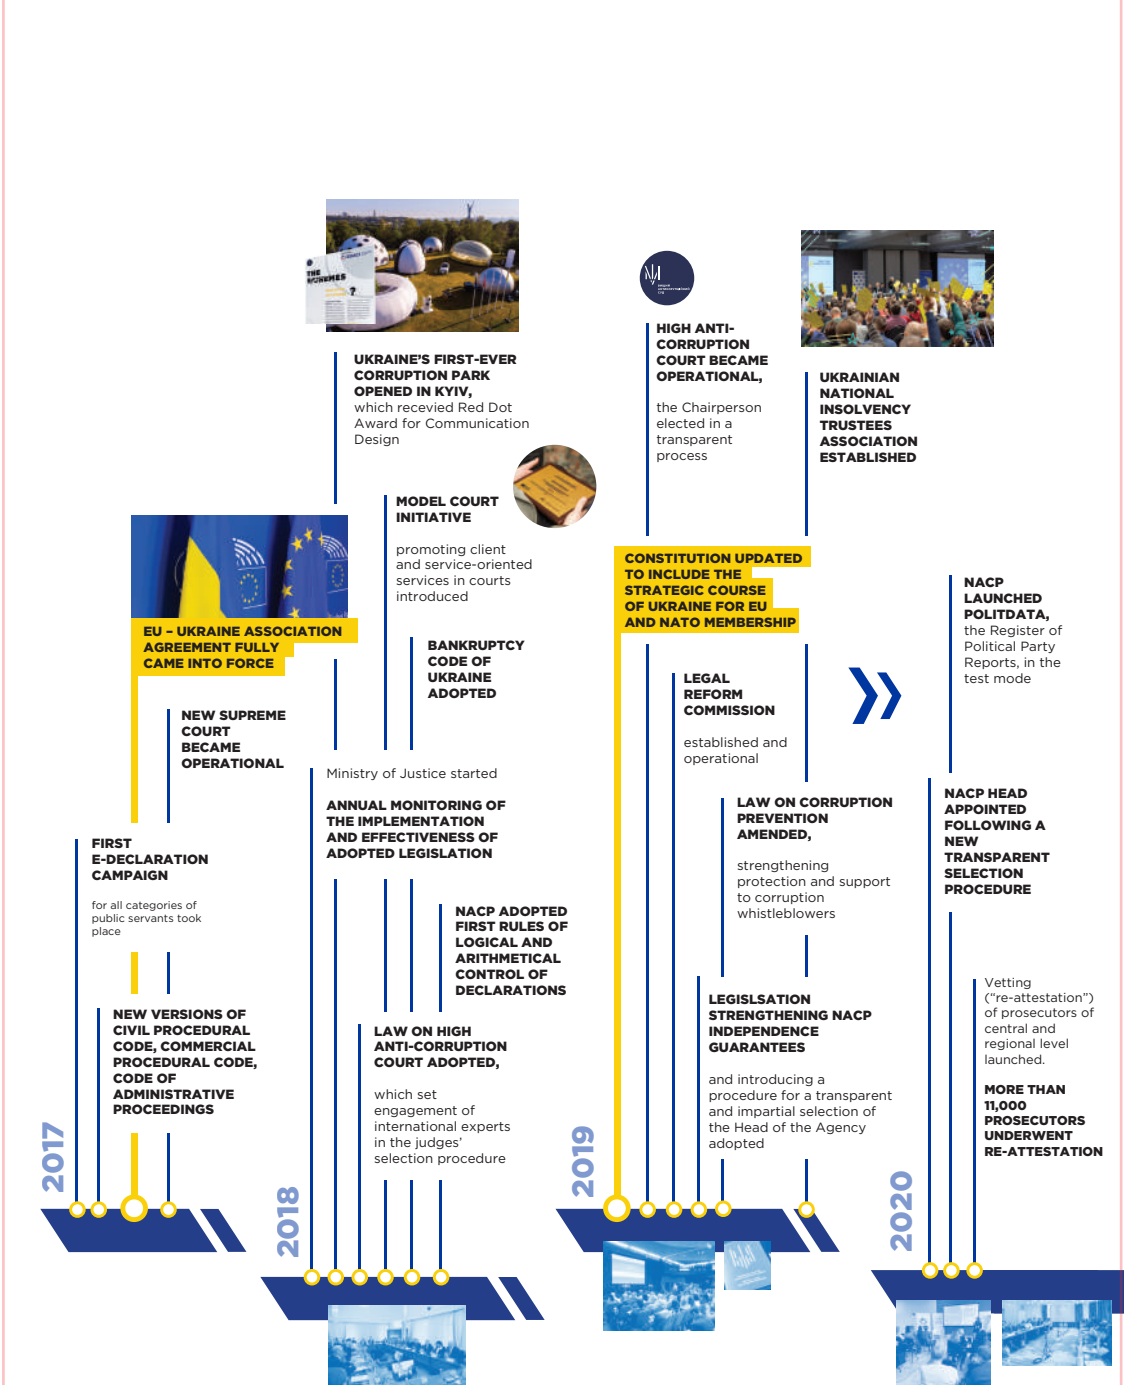 THE
SCHEMES
?
UKRAINE'S FIRST-EVER
CORRUPTION PARK
OPENED IN KYIV,
which recevied Red Dot
Award for Communication
Design
MODEL COURT
INITIATIVE
promoting client
and service-oriented
services in courts
introduced
EU – UKRAINE ASSOCIATION
AGREEMENT FULLY
CAME INTO FORCE
BANKRUPTCY
CODE OF
UKRAINE
ADOPTED
NEW SUPREME
COURT
BECAME
OPERATIONAL
Ministry of Justice started
ANNUAL MONITORING OF
THE IMPLEMENTATION
AND EFFECTIVENESS OF
ADOPTED LEGISLATION
FIRST
E-DECLARATION
CAMPAIGN
for all categories of
public servants took
place
NACP ADOPTED
FIRST RULES OF
LOGICAL AND
ARITHMETICAL
CONTROL OF
DECLARATIONS
NEW VERSIONS OF
CIVIL PROCEDURAL
CODE, COMMERCIAL
PROCEDURAL CODE,
CODE OF
ADMINISTRATIVE
PROCEEDINGS
LAW ON HIGH
ANTI-CORRUPTION
COURT ADOPTED,
which set
engagement of
international experts
in the judges'
selection procedure
2017
2018
HIGH ANTI-
CORRUPTION
COURT BECAME
OPERATIONAL,
the Chairperson
elected in a
transparent
process
UKRAINIAN
NATIONAL
INSOLVENCY
TRUSTEES
ASSOCIATION
ESTABLISHED
CONSTITUTION UPDATED
TO INCLUDE THE
STRATEGIC COURSE
OF UKRAINE FOR EU
AND NATO MEMBERSHIP
LEGAL
REFORM
COMMISSION
established and
operational
LAW ON CORRUPTION
PREVENTION
AMENDED,
strengthening
protection and support
to corruption
whistleblowers
LEGISLSATION
STRENGTHENING NACP
INDEPENDENCE
GUARANTEES
and introducing a
procedure for a transparent
and impartial selection of
the Head of the Agency
adopted
2019
NACP
LAUNCHED
POLITDATA,
the Register of
Political Party
Reports, in the
test mode
NACP HEAD
APPOINTED
FOLLOWING A
NEW
TRANSPARENT
SELECTION
PROCEDURE
Vetting
(“re-attestation”)
of prosecutors of
central and
regional level
launched.
MORE THAN
11,000
PROSECUTORS
UNDERWENT
RE-ATTESTATION
2020